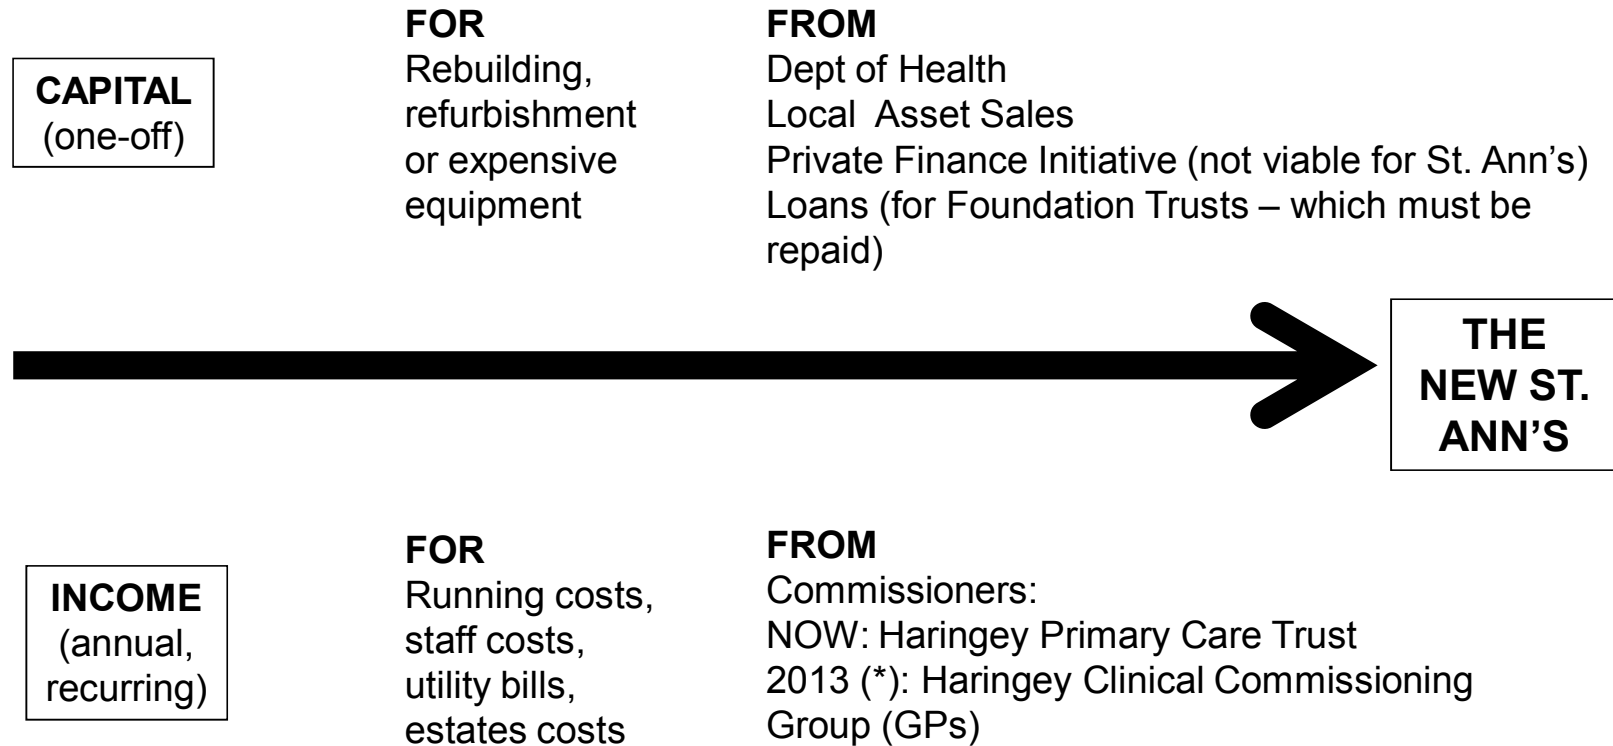 CAPITAL
(one-off)
FOR
Rebuilding,
refurbishment
or expensive
equipment
FROM
Dept of Health
Local  Asset Sales
Private Finance Initiative (not viable for St. Ann’s)
Loans (for Foundation Trusts – which must be
repaid)
THE
NEW ST.
ANN’S
INCOME
(annual,
recurring)
FOR
Running costs,
staff costs,
utility bills,
estates costs
FROM
Commissioners:
NOW: Haringey Primary Care Trust
2013 (*): Haringey Clinical Commissioning
Group (GPs)